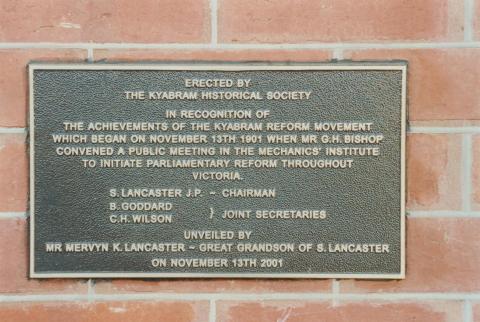 ERECTED BY
THE KYABRAM HISTORICAL SOCIETY
IN RECOGNITION OF
THE ACHIEVEMENTS OF THE KYABRAM REFORM MOVEMENT
WHICH BEGAN ON NOVEMBER 13TH 1901 WHEN MR G.H. BISHOP
CONVENED A PUBLIC MEETING IN THE MECHANICS' INSTITUTE
TO INITIATE PARLIAMENTARY REFORM THROUGHOUT
VICTORIA.
S. LANCASTER J.P. ~ CHAIRMAN
B. GODDARD
C.H. WILSON } JOINT SECRETARIES
UNVEILED BY
MR MERVYN K. LANCASTER ~ GREAT GRANDSON OF S. LANCASTER
ON NOVEMBER 13TH 2001